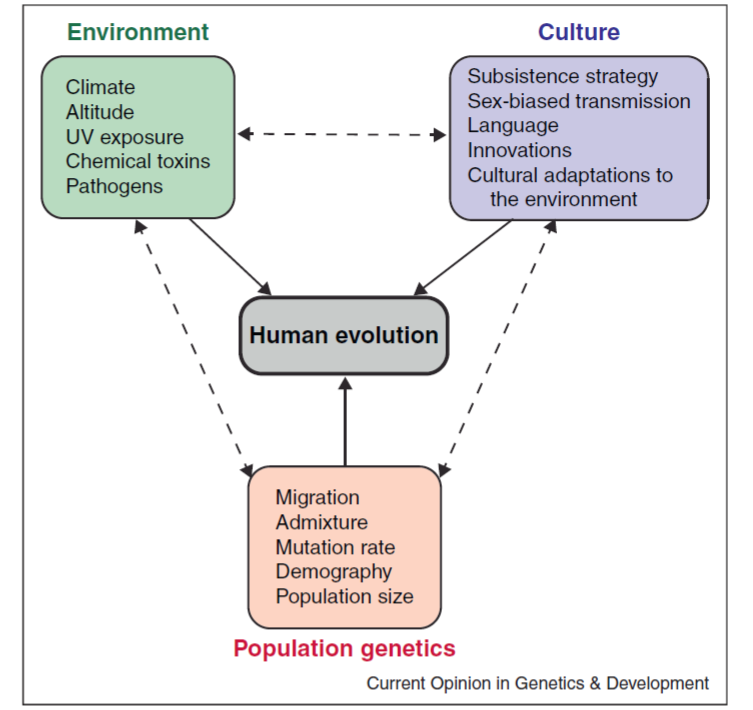 Environment
Climate
Altitude
UV exposure
Chemical toxins
Pathogens
Culture
Subsistence strategy
Sex-biased transmission
Language
Innovations
Cultural adaptations to
the environment
Human evolution
Migration
Admixture
Mutation rate
Demography
Population size
Population genetics
Current Opinion in Genetics & Development